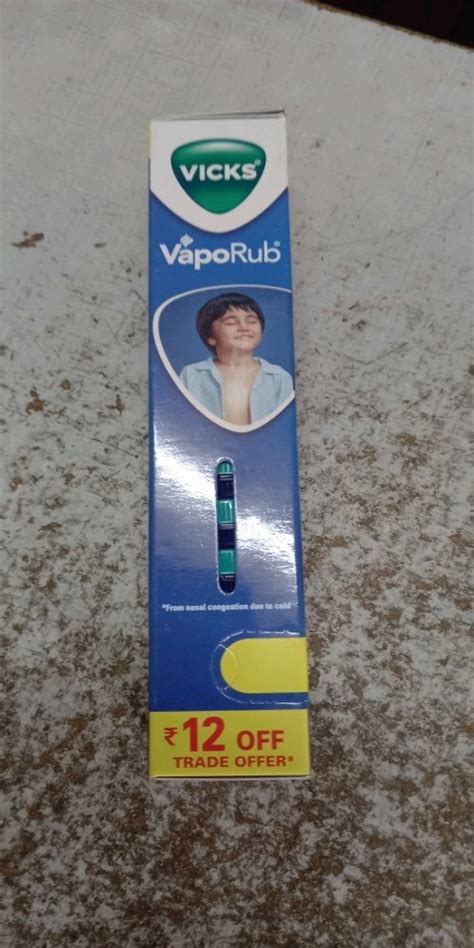 VICKS®
VapoRub®
*From nasal congestion due to cold
₹12 OFF
TRADE OFFER*